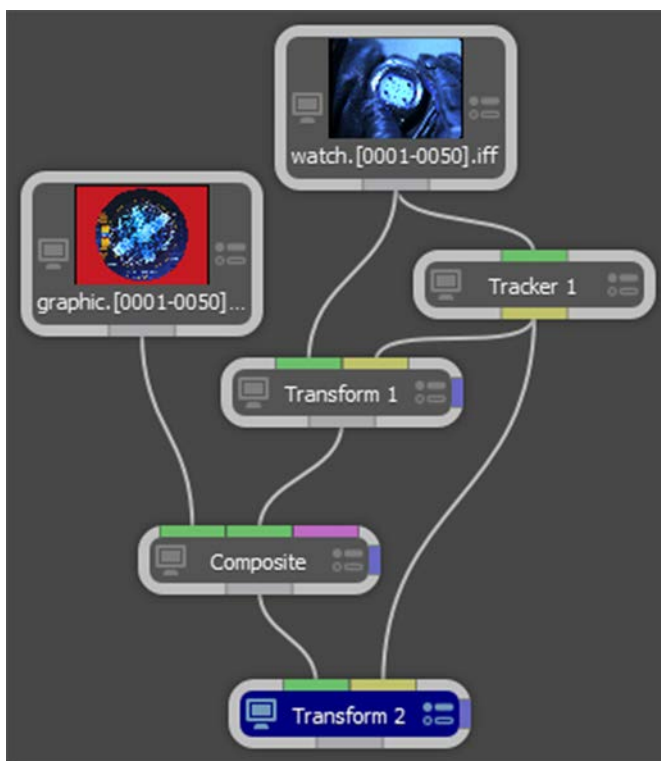 watch.[0001-0050].iff
graphic.[0001-0050]...
Tracker 1
Transform 1
Composite
Transform 2